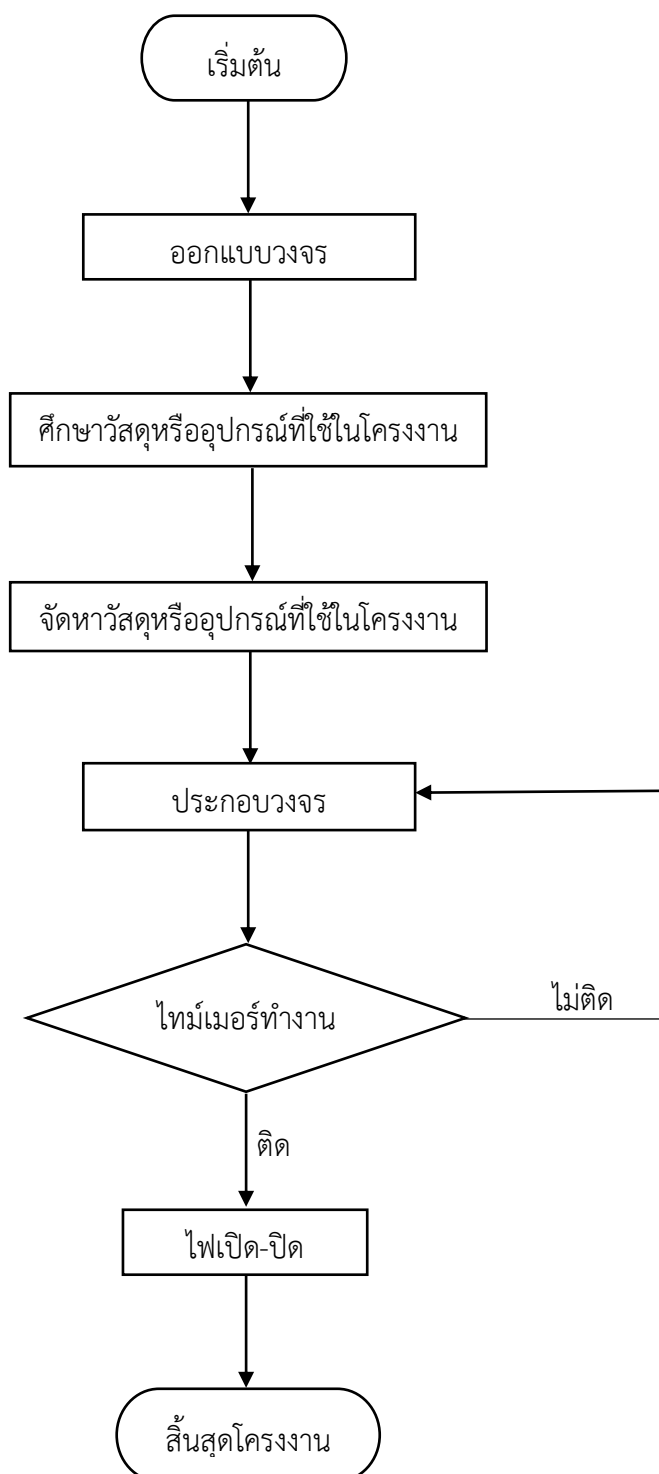 เริ่มต้น
ออกแบบวงจร
ศึกษาวัสดุหรืออุปกรณ์ที่ใช้ในโครงงาน
จัดหาวัสดุหรืออุปกรณ์ที่ใช้ในโครงงาน
ประกอบวงจร
ไทม์เมอร์ทำงาน
ไม่ติด
ติด
ไฟเปิด-ปิด
สิ้นสุดโครงงาน